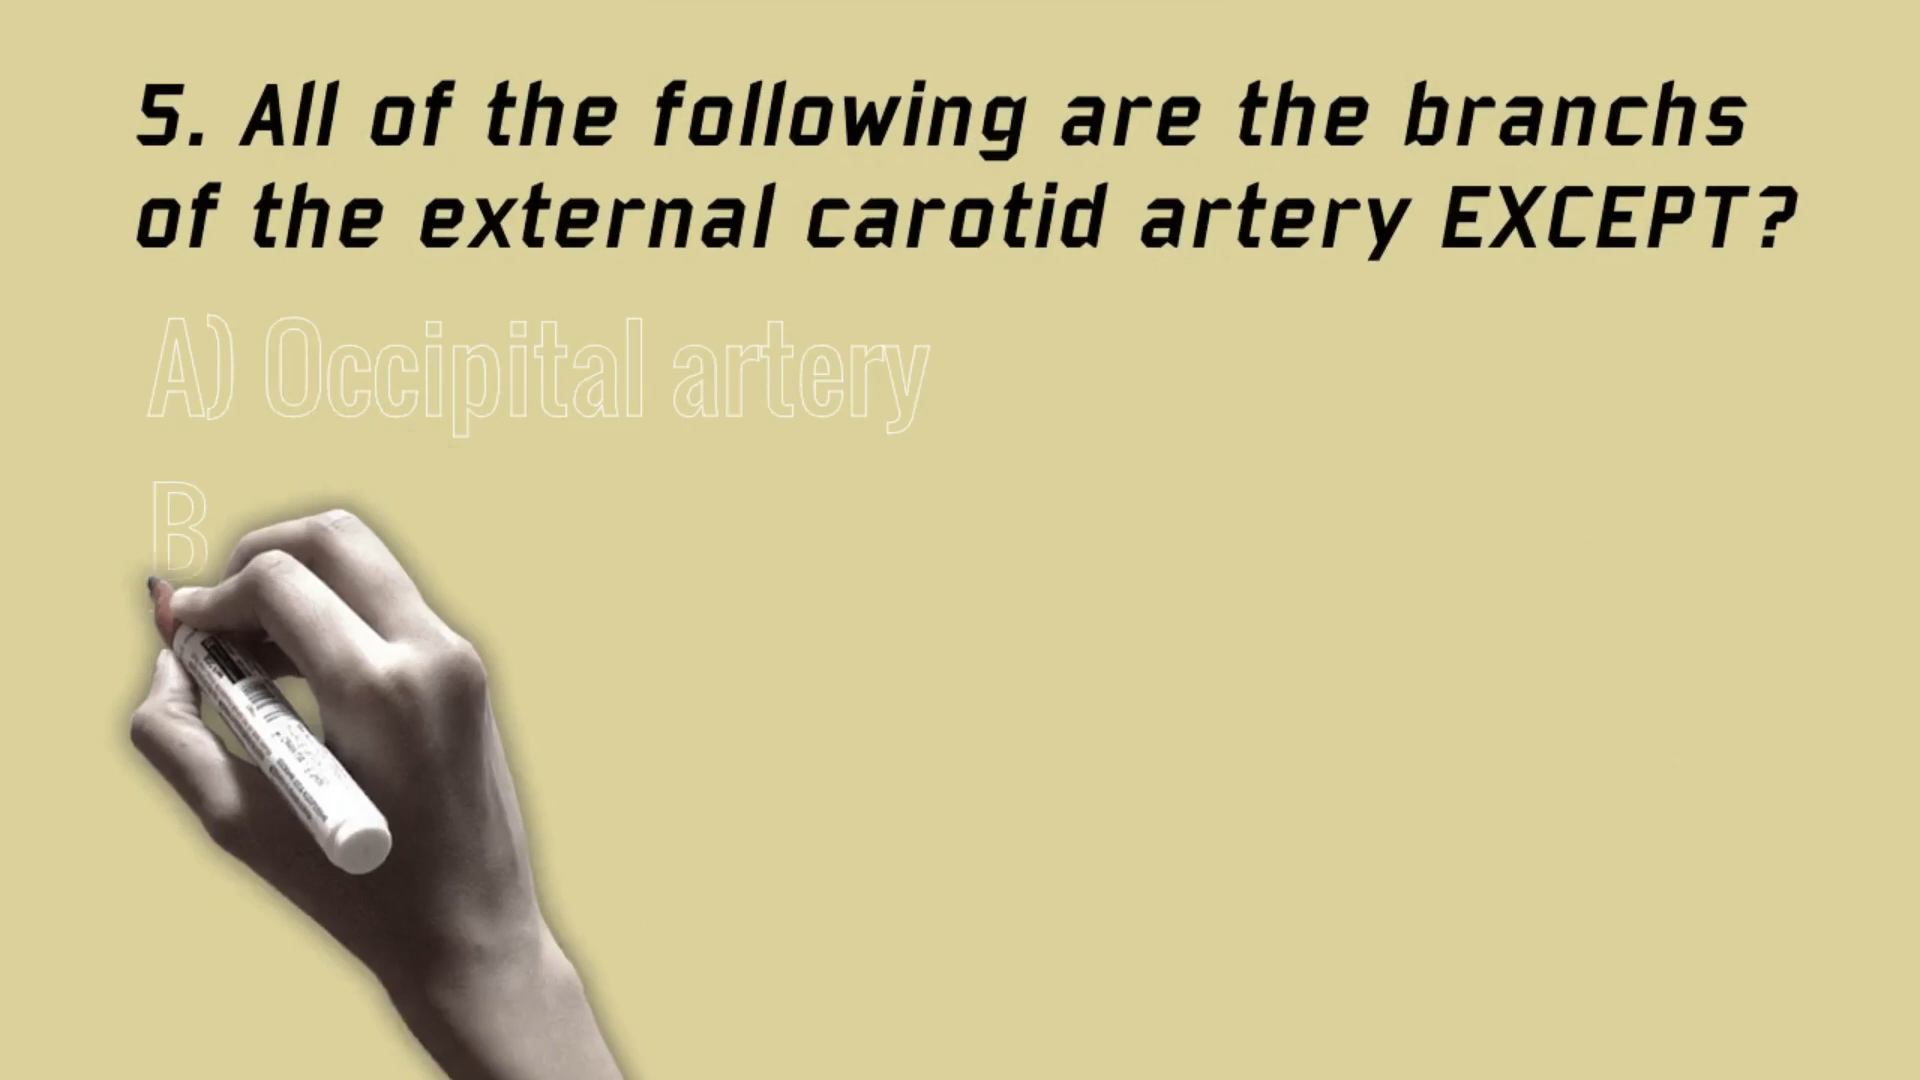 5. All of the following are the branchs
of the external carotid artery EXCEPT?
A) Occipital artery
B